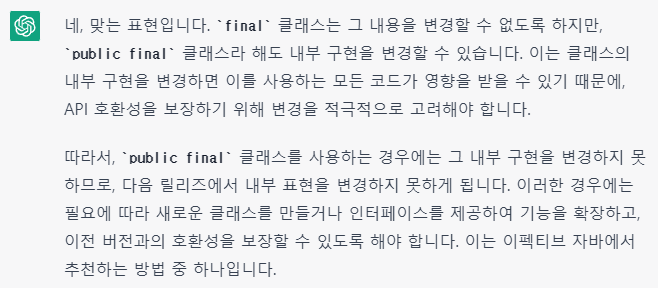 네, 맞는 표현입니다. `final` 클래스는 그 내용을 변경할 수 없도록 하지만,
`public final` 클래스라 해도 내부 구현을 변경할 수 있습니다. 이는 클래스의
내부 구현을 변경하면 이를 사용하는 모든 코드가 영향을 받을 수 있기 때문에,
API 호환성을 보장하기 위해 변경을 적극적으로 고려해야 합니다.
따라서, `public final` 클래스를 사용하는 경우에는 그 내부 구현을 변경하지 못
하므로, 다음 릴리즈에서 내부 표현을 변경하지 못하게 됩니다. 이러한 경우에는
필요에 따라 새로운 클래스를 만들거나 인터페이스를 제공하여 기능을 확장하고,
이전 버전과의 호환성을 보장할 수 있도록 해야 합니다. 이는 이펙티브 자바에서
추천하는 방법 중 하나입니다.